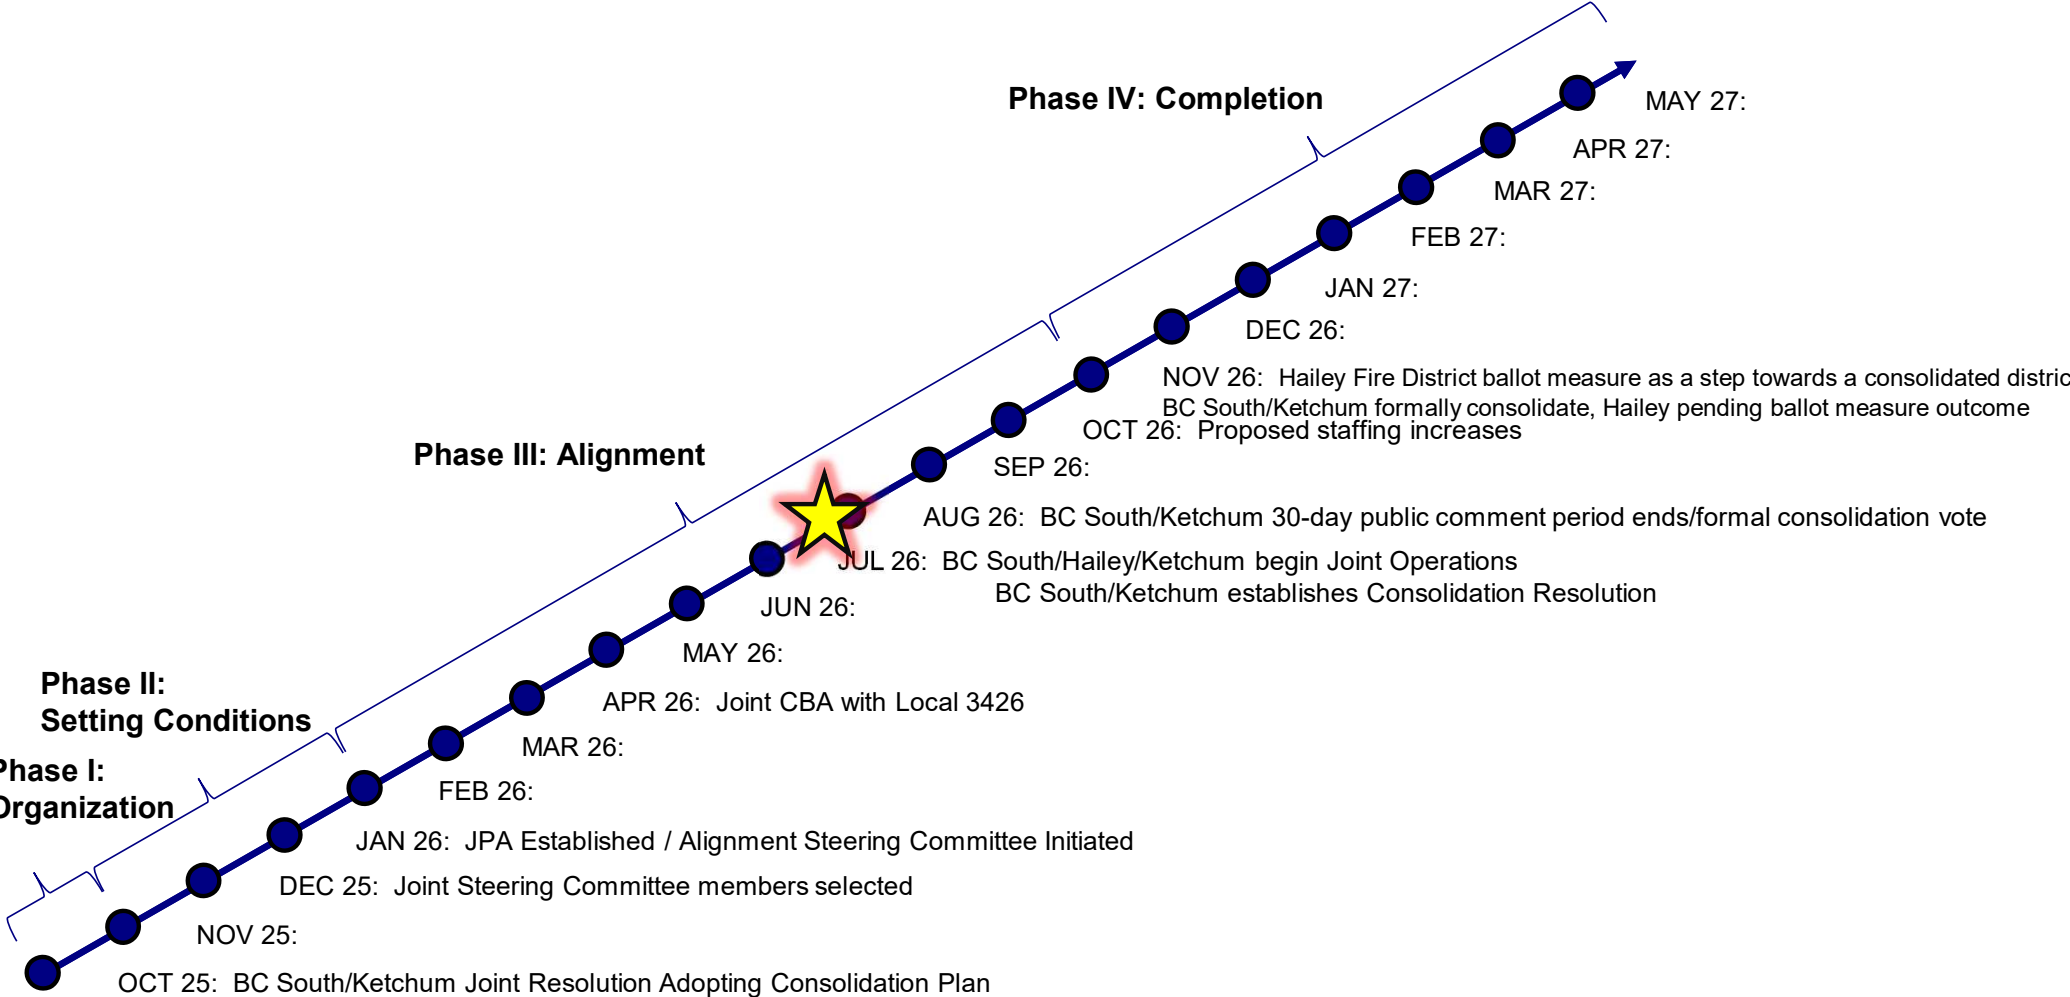 Phase IV: Completion
MAY 27:
APR 27:
MAR 27:
FEB 27:
JAN 27:
DEC 26:
NOV 26: Hailey Fire District ballot measure as a step towards a consolidated distric
BC South/Ketchum formally consolidate, Hailey pending ballot measure outcome
OCT 26: Proposed staffing increases
Phase III: Alignment
SEP 26:
AUG 26: BC South/Ketchum 30-day public comment period ends/formal consolidation vote
JUL 26: BC South/Hailey/Ketchum begin Joint Operations
BC South/Ketchum establishes Consolidation Resolution
JUN 26:
MAY 26:
Phase II:
Setting Conditions
APR 26: Joint CBA with Local 3426
MAR 26:
Phase I:
Organization
FEB 26:
JAN 26: JPA Established / Alignment Steering Committee Initiated
DEC 25: Joint Steering Committee members selected
NOV 25:
OCT 25: BC South/Ketchum Joint Resolution Adopting Consolidation Plan